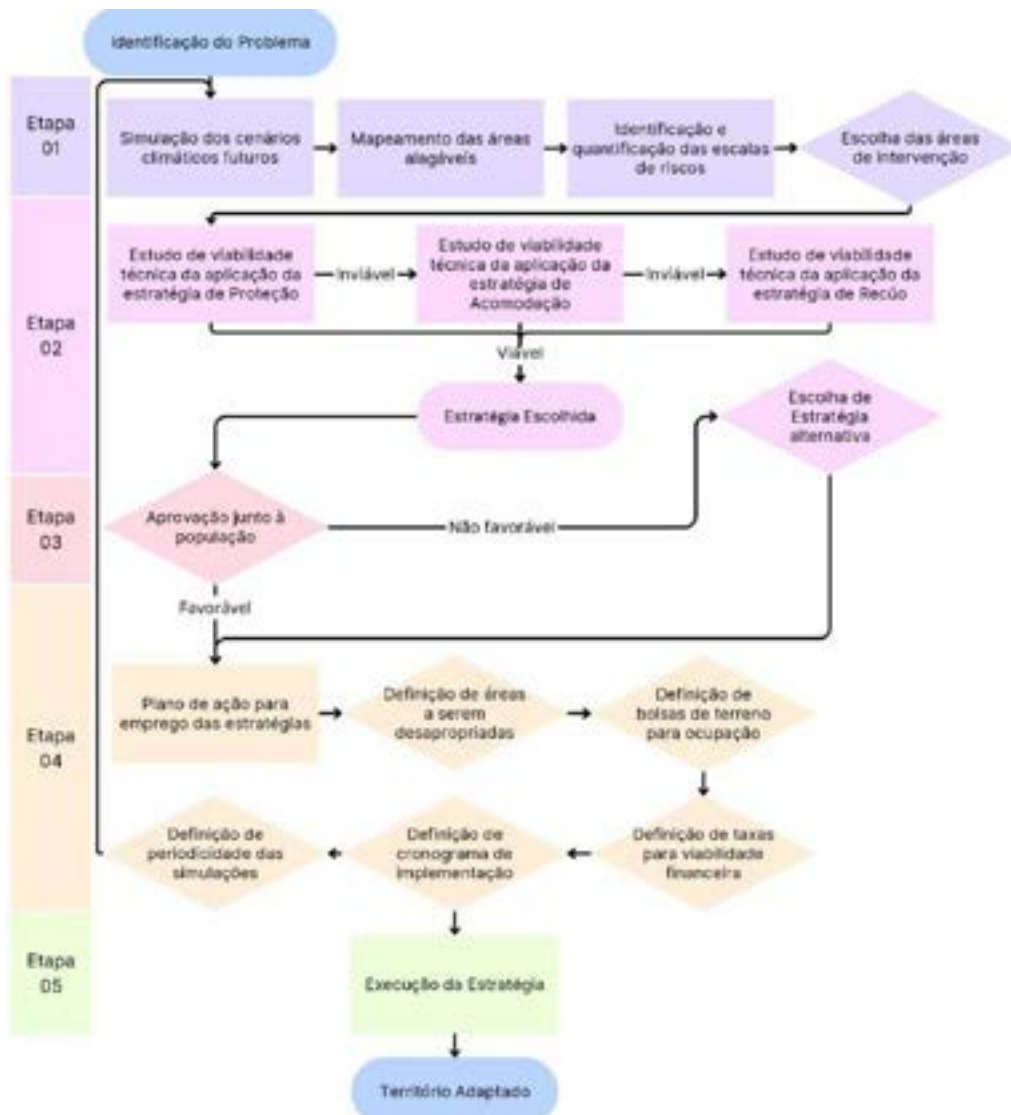 Identificação do Problema
Etapa
01
Simulação dos cenários
climáticos futuros
Mapeamento das áreas
alagáveis
Identificação e
quantificação das escalas
de riscos
Escolha das áreas
de intervenção
Etapa
02
Estudo de viabilidade
técnica da aplicação da
estratégia de Proteção
Inviável
Estudo de viabilidade
técnica da aplicação da
estratégia de
Acomodação
Inviável
Estudo de viabilidade
técnica da aplicação da
estratégia de Recúo
Viável
Estratégia Escolhida
Escolha de
Estratégia
alternativa
Etapa
03
Aprovação junto à
população
Não favorável
Favorável
Etapa
04
Plano de ação para
emprego das estratégias
Definição de áreas
a serem
desapropriadas
Definição de
bolsas de terreno
para ocupação
Definição de
periodicidade das
simulações
Definição de
cronograma de
implementação
Definição de taxas
para viabilidade
financeira
Etapa
05
Execução da Estratégia
Território Adaptado